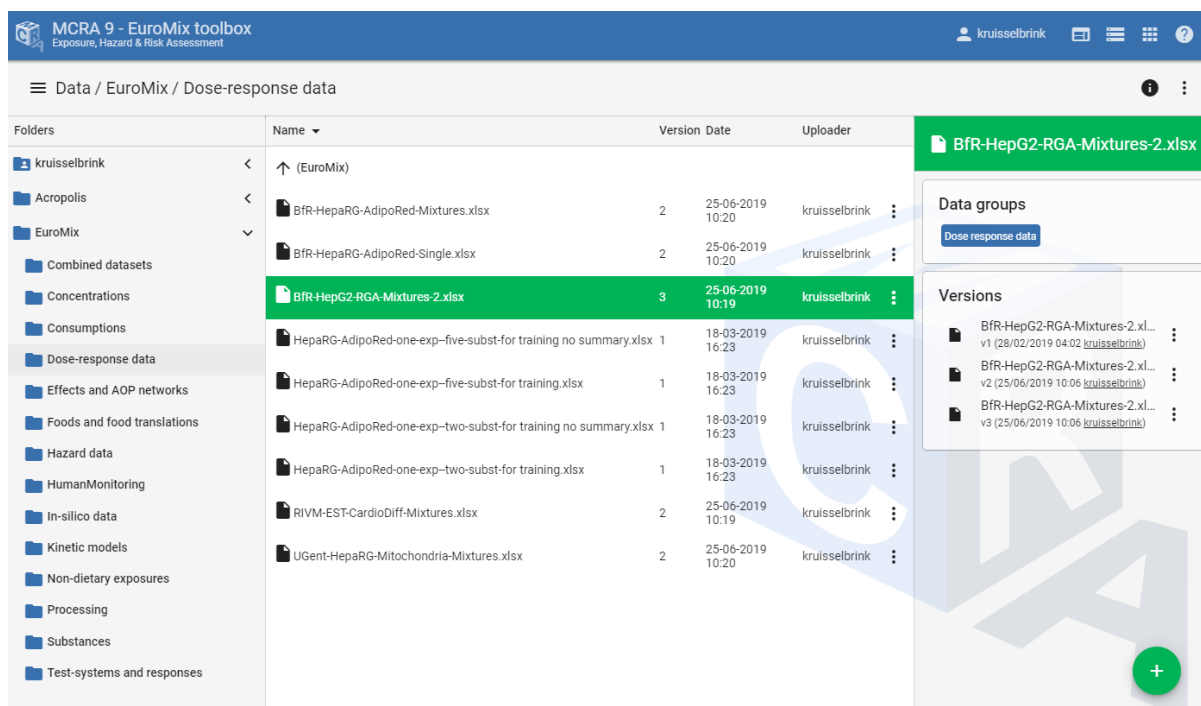 MCRA 9 - EuroMix toolbox
Exposure, Hazard & Risk Assessment
kruisselbrink
Data / EuroMix / Dose-response data
Folders
kruisselbrink
Acropolis
EuroMix
Combined datasets
Concentrations
Consumptions
Dose-response data
Effects and AOP networks
Foods and food translations
Hazard data
HumanMonitoring
In-silico data
Kinetic models
Non-dietary exposures
Processing
Substances
Test-systems and responses
Name Version Date Uploader
(EuroMix)
BfR-HepaRG-AdipoRed-Mixtures.xlsx 2 25-06-2019 kruisselbrink
10:20
BfR-HepaRG-AdipoRed-Single.xlsx 2 25-06-2019 kruisselbrink
10:20
BfR-HepG2-RGA-Mixtures-2.xlsx 3 25-06-2019 kruisselbrink
10:19
HepaRG-AdipoRed-one-exp--five-subst-for training no summary.xlsx 1 18-03-2019 kruisselbrink
16:23
HepaRG-AdipoRed-one-exp--five-subst-for training.xlsx 1 18-03-2019 kruisselbrink
16:23
HepaRG-AdipoRed-one-exp--two-subst-for training no summary.xlsx 1 18-03-2019 kruisselbrink
16:23
HepaRG-AdipoRed-one-exp--two-subst-for training.xlsx 1 18-03-2019 kruisselbrink
16:23
RIVM-EST-CardioDiff-Mixtures.xlsx 2 25-06-2019 kruisselbrink
10:19
UGent-HepaRG-Mitochondria-Mixtures.xlsx 2 25-06-2019 kruisselbrink
10:20
BfR-HepG2-RGA-Mixtures-2.xlsx
Data groups
Dose response data
Versions
BfR-HepG2-RGA-Mixtures-2.xl...
v1 (28/02/2019 04:02 kruisselbrink)
BfR-HepG2-RGA-Mixtures-2.xl...
v2 (25/06/2019 10:06 kruisselbrink)
BfR-HepG2-RGA-Mixtures-2.xl...
v3 (25/06/2019 10:06 kruisselbrink)